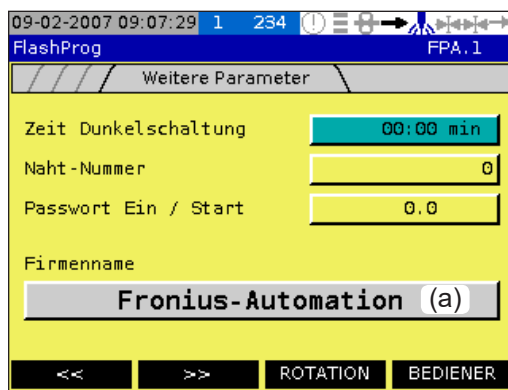 09-02-2007 09:07:29 1 234
FlashProg FPA.1
Weitere Parameter
Zeit Dunkelschaltung 00:00 min
Naht-Nummer 0
Passwort Ein / Start 0.0
Firmenname
Fronius-Automation (a)
<< >> ROTATION BEDIENER